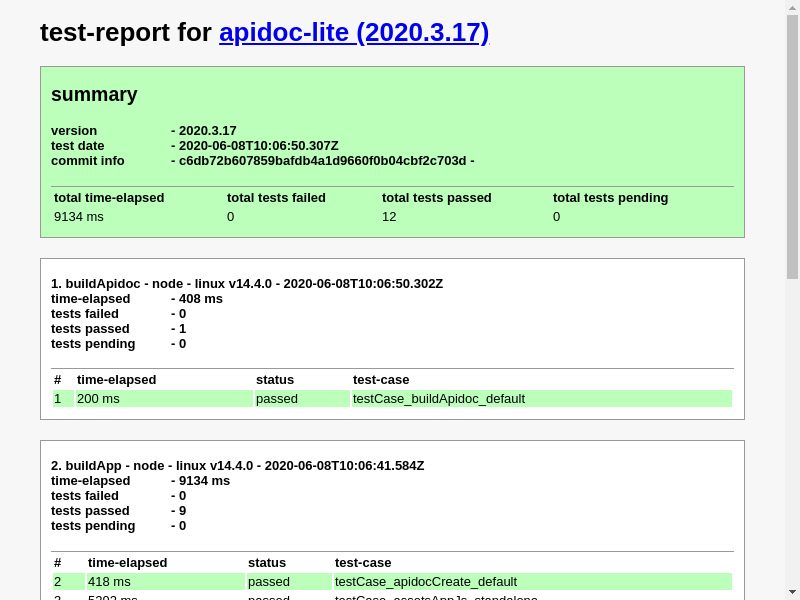 test-report for apidoc-lite (2020.3.17)
summary
version - 2020.3.17
test date - 2020-06-08T10:06:50.307Z
commit info - c6db72b607859bafdb4a1d9660f0b04cbf2c703d -
total time-elapsed total tests failed total tests passed total tests pending
9134 ms 0 12 0
1. buildApidoc - node - linux v14.4.0 - 2020-06-08T10:06:50.302Z
time-elapsed - 408 ms
tests failed - 0
tests passed - 1
tests pending - 0
# time-elapsed status test-case
1 200 ms passed testCase_buildApidoc_default
2. buildApp - node - linux v14.4.0 - 2020-06-08T10:06:41.584Z
time-elapsed - 9134 ms
tests failed - 0
tests passed - 9
tests pending - 0
# time-elapsed status test-case
2 418 ms passed testCase_apidocCreate_default
3 5292 ms passed testCase_assetsAppJs_standalone